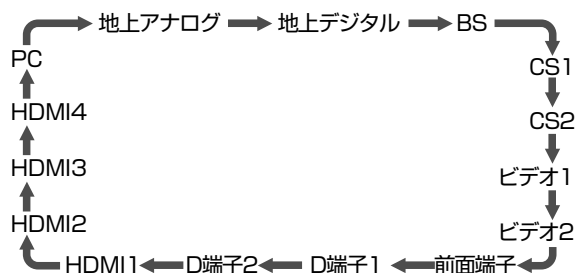 地上アナログ
地上デジタル
BS
CS1
CS2
ビデオ1
ビデオ2
前面端子
D端子1
D端子2
HDMI1
HDMI2
HDMI3
HDMI4
PC